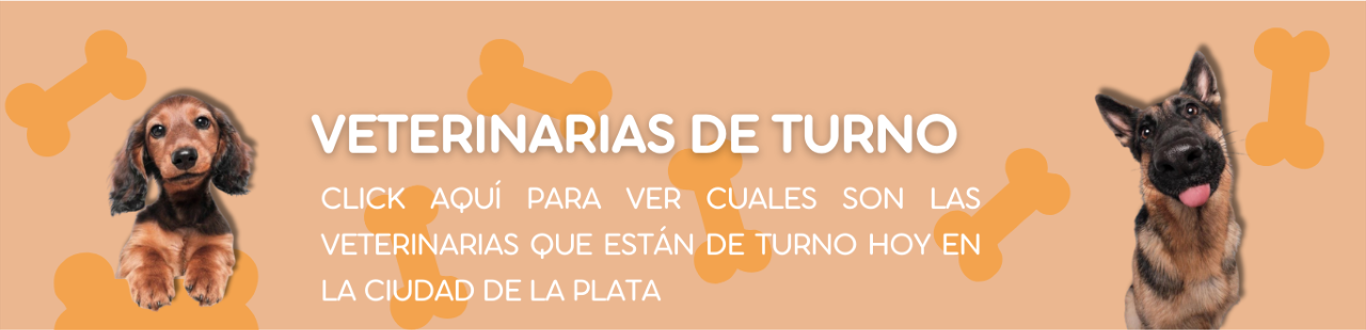 VETERINARIAS DE TURNO
CLICK AQUÍ PARA VER CUALES SON LAS
VETERINARIAS QUE ESTÁN DE TURNO HOY EN
LA CIUDAD DE LA PLATA